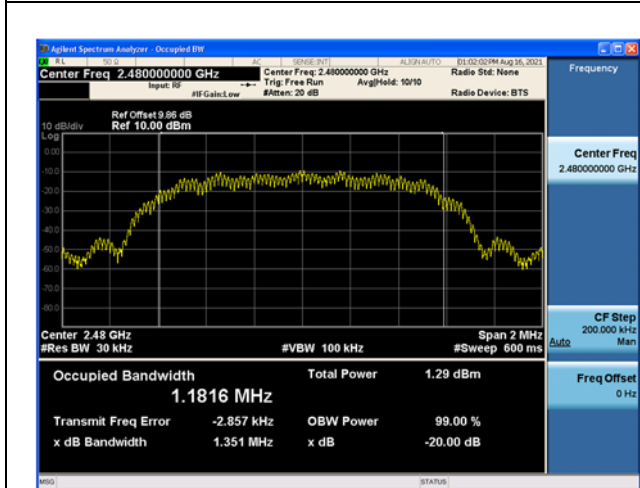 Agilent Spectrum Analyzer - Occupied BW
RL 50 Ω AC SENSE:INT ALIGN AUTO 01:02:02 PM Aug 16, 2021
Center Freq 2.480000000 GHz Center Freq: 2.480000000 GHz Radio Std: None
Input: RF Trig: Free Run Avg|Hold: 10/10
#IFGain:Low #Atten: 20 dB Radio Device: BTS
Frequency
Ref Offset 9.86 dB
10 dB/div Ref 10.00 dBm
Log
0.00
-10.0
-20.0
-30.0
-40.0
-50.0
-60.0
-70.0
-80.0
Center Freq
2.480000000 GHz
Center 2.48 GHz Span 2 MHz
#Res BW 30 kHz #VBW 100 kHz #Sweep 600 ms
CF Step
200.000 kHz
Auto Man
Occupied Bandwidth Total Power 1.29 dBm
1.1816 MHz
Transmit Freq Error -2.857 kHz OBW Power 99.00 %
x dB Bandwidth 1.351 MHz x dB -20.00 dB
Freq Offset
0 Hz
MSG STATUS